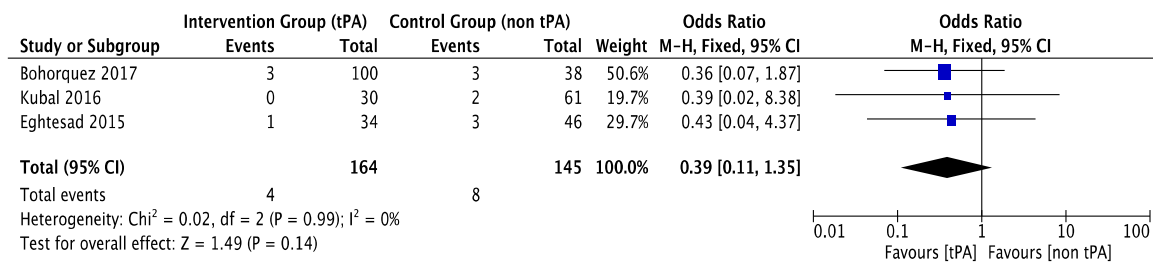 Intervention Group (tPA) Control Group (non tPA) Odds Ratio Odds Ratio
Study or Subgroup Events Total Events Total Weight M-H, Fixed, 95% CI M-H, Fixed, 95% CI
Bohorquez 2017 3 100 3 38 50.6% 0.36 [0.07, 1.87]
Kubal 2016 0 30 2 61 19.7% 0.39 [0.02, 8.38]
Eghtesad 2015 1 34 3 46 29.7% 0.43 [0.04, 4.37]
Total (95% CI) 164 145 100.0% 0.39 [0.11, 1.35]
Total events 4 8
Heterogeneity: Chi² = 0.02, df = 2 (P = 0.99); I² = 0%
Test for overall effect: Z = 1.49 (P = 0.14)
0.01 0.1 1 10 100
Favours [tPA] Favours [non tPA]